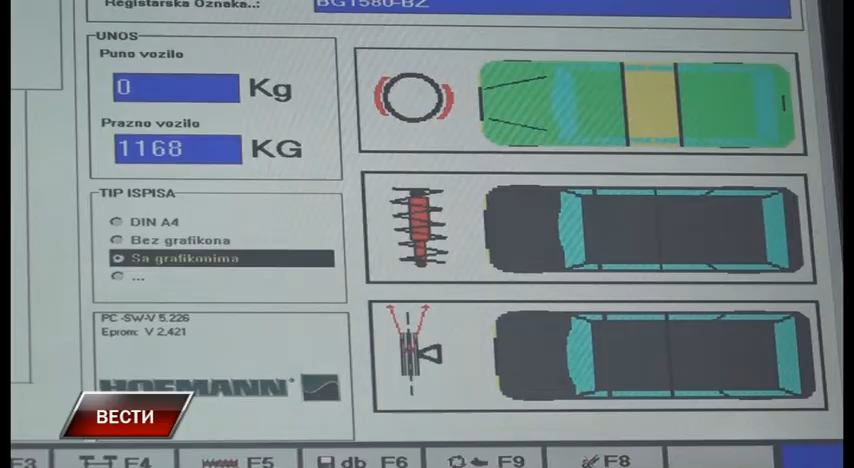 Registarska Oznaka..:
BG1580-BZ
UNOS
Puno vozilo
0 Kg
Prazno vozilo
1168 KG
TIP ISPISA
DIN A4
Bez grafikona
Sa grafikonima
...
PC-SW-V 5.226
Eprom: V 2.421
HOFMANN
ВЕСТИ
F3 F4 F5 db F6 F9 F8